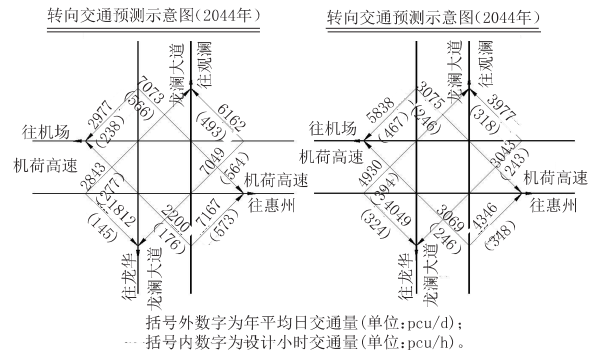 转向交通预测示意图(2044年)
龙澜大道
往观澜
7073
(566)
2977
(238)
6162
(493)
往机场
机荷高速
7049
(564)
2843
(277)
机荷高速
往惠州
1812
(145)
2200
(176)
7167
(573)
往龙华
龙澜大道
转向交通预测示意图(2044年)
龙澜大道
往观澜
3075
(246)
5838
(467)
3977
(318)
往机场
机荷高速
3043
(243)
4930
(394)
机荷高速
往惠州
4049
(324)
3069
(246)
4346
(348)
往龙华
龙澜大道
括号外数字为年平均日交通量(单位:pcu/d);
括号内数字为设计小时交通量(单位:pcu/h)。